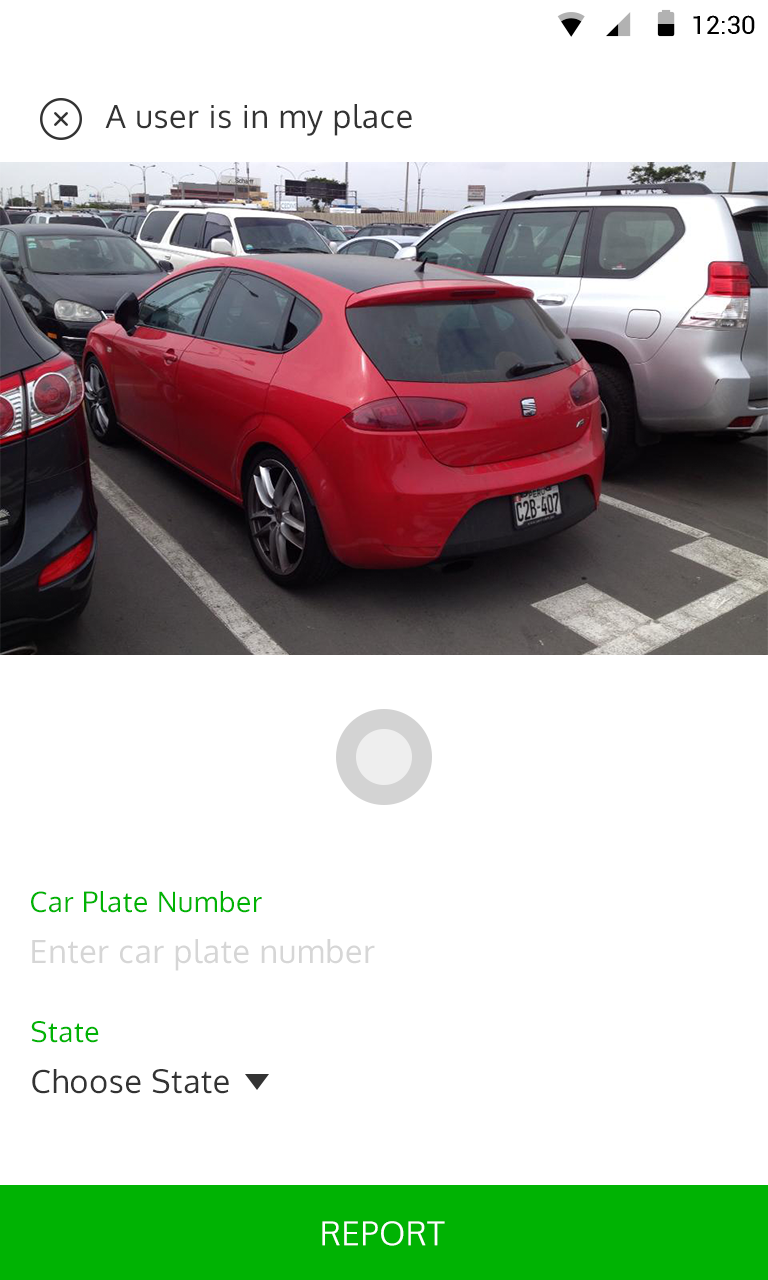 12:30
A user is in my place
PERU
C2B-407
Car Plate Number
Enter car plate number
State
Choose State
REPORT